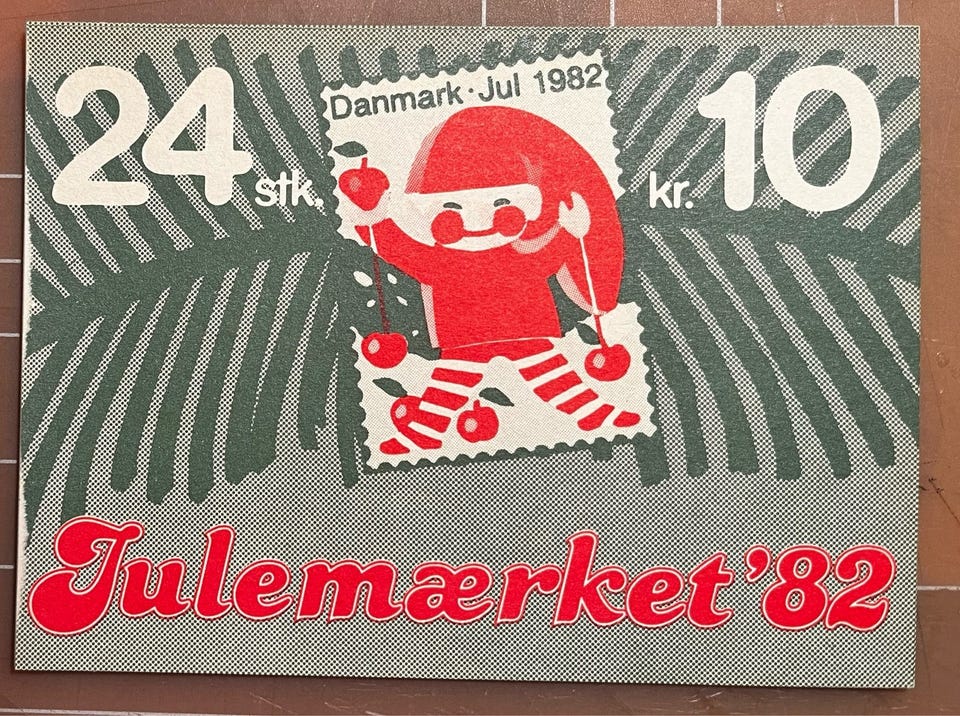 24 stk.
Danmark · Jul 1982
kr. 10
Julemærket '82